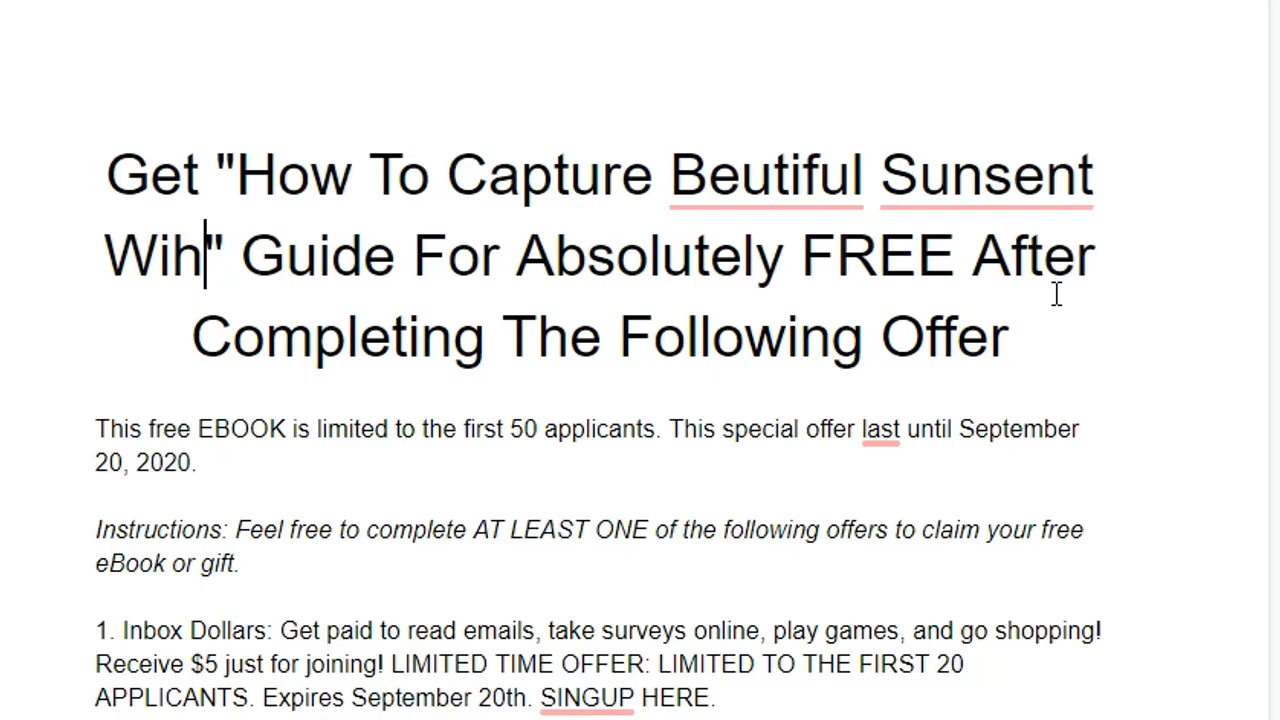 Get "How To Capture Beutiful Sunsent
Wih" Guide For Absolutely FREE After
Completing The Following Offer
This free EBOOK is limited to the first 50 applicants. This special offer last until September
20, 2020.
Instructions: Feel free to complete AT LEAST ONE of the following offers to claim your free
eBook or gift.
1. Inbox Dollars: Get paid to read emails, take surveys online, play games, and go shopping!
Receive $5 just for joining! LIMITED TIME OFFER: LIMITED TO THE FIRST 20
APPLICANTS. Expires September 20th. SINGUP HERE.